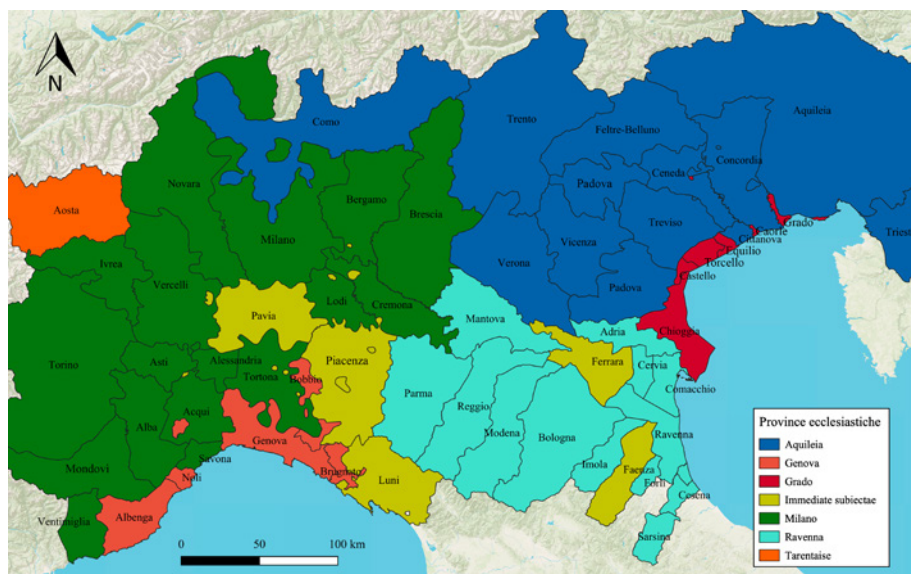 N
Como
Trento
Aquileia
Feltre-Belluno
Concordia
Ceneda
Novara
Padova
Bergamo
Aosta
Brescia
Treviso
Grado
Milano
Vicenza
Caorle
Cittanova
Trieste
Equilio
Ivrea
Verona
Torcello
Vercelli
Castello
Padova
Lodi
Cremona
Pavia
Mantova
Adria
Chioggia
Torino
Asti
Alessandria
Piacenza
Ferrara
Cervia
Tortona
Bobbio
Comacchio
Parma
Acqui
Reggio
Alba
Modena
Bologna
Genova
Ravenna
Savona
Imola
Faenza
Mondovì
Brugnato
Luni
Noli
Forlì
Cesena
Ventimiglia
Albenga
Sarsina
0 50 100 km
Province ecclesiastiche
Aquileia
Genova
Grado
Immediate subiectae
Milano
Ravenna
Tarentaise